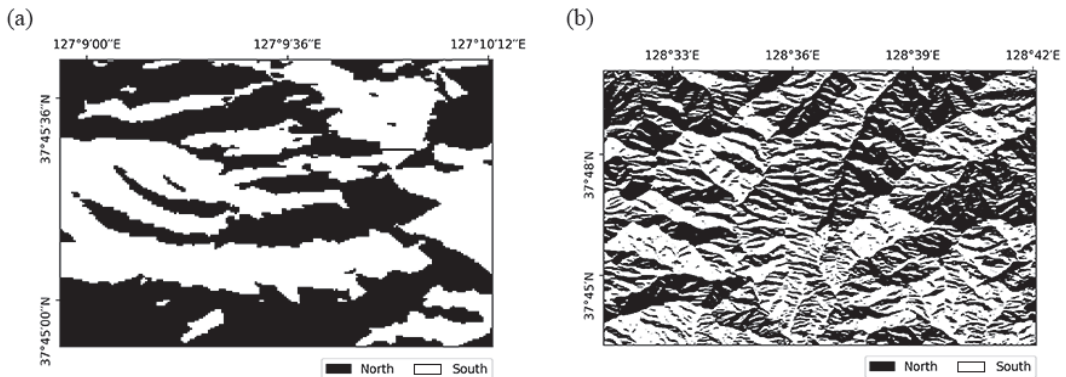 (a)
127°9'00"E 127°9'36"E 127°10'12"E
37°45'36"N
37°45'00"N
North South
(b)
128°33'E 128°36'E 128°39'E 128°42'E
37°48'N
37°45'N
North South